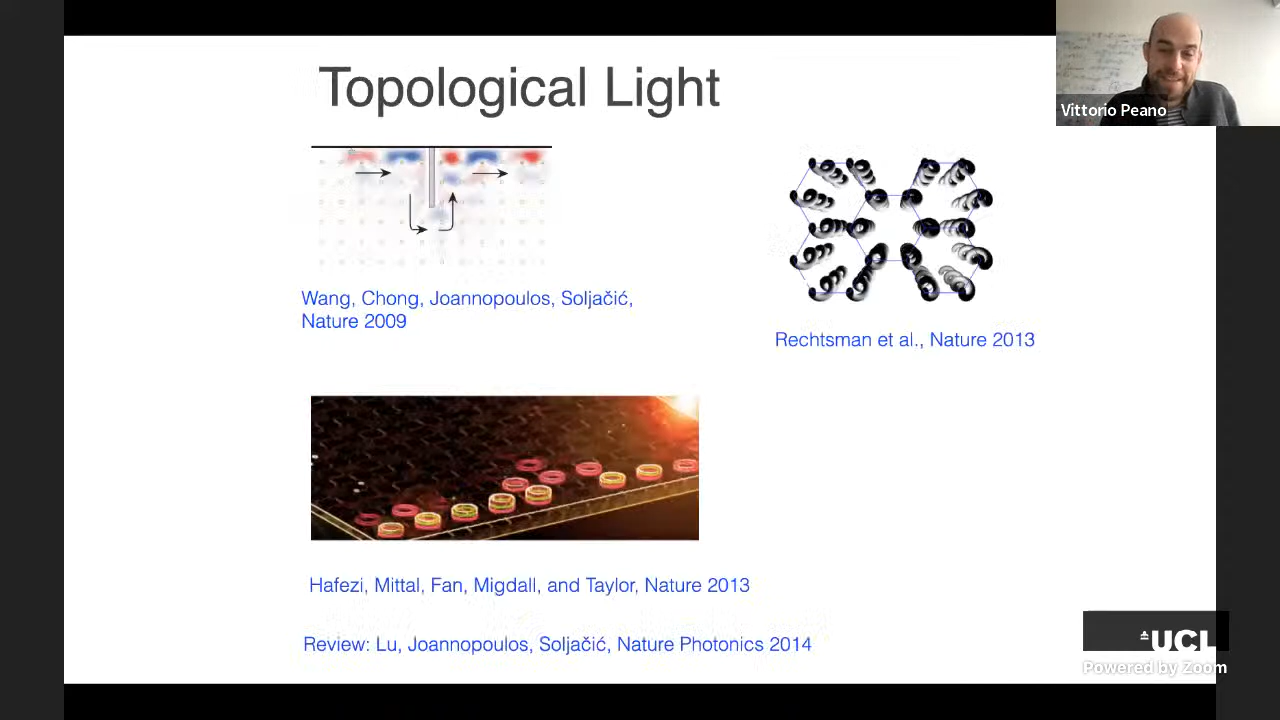 Topological Light
Vittorio Peano
Wang, Chong, Joannopoulos, Soljačić,
Nature 2009
Rechtsman et al., Nature 2013
Hafezi, Mittal, Fan, Migdall, and Taylor, Nature 2013
Review: Lu, Joannopoulos, Soljačić, Nature Photonics 2014
UCL
Powered by Zoom